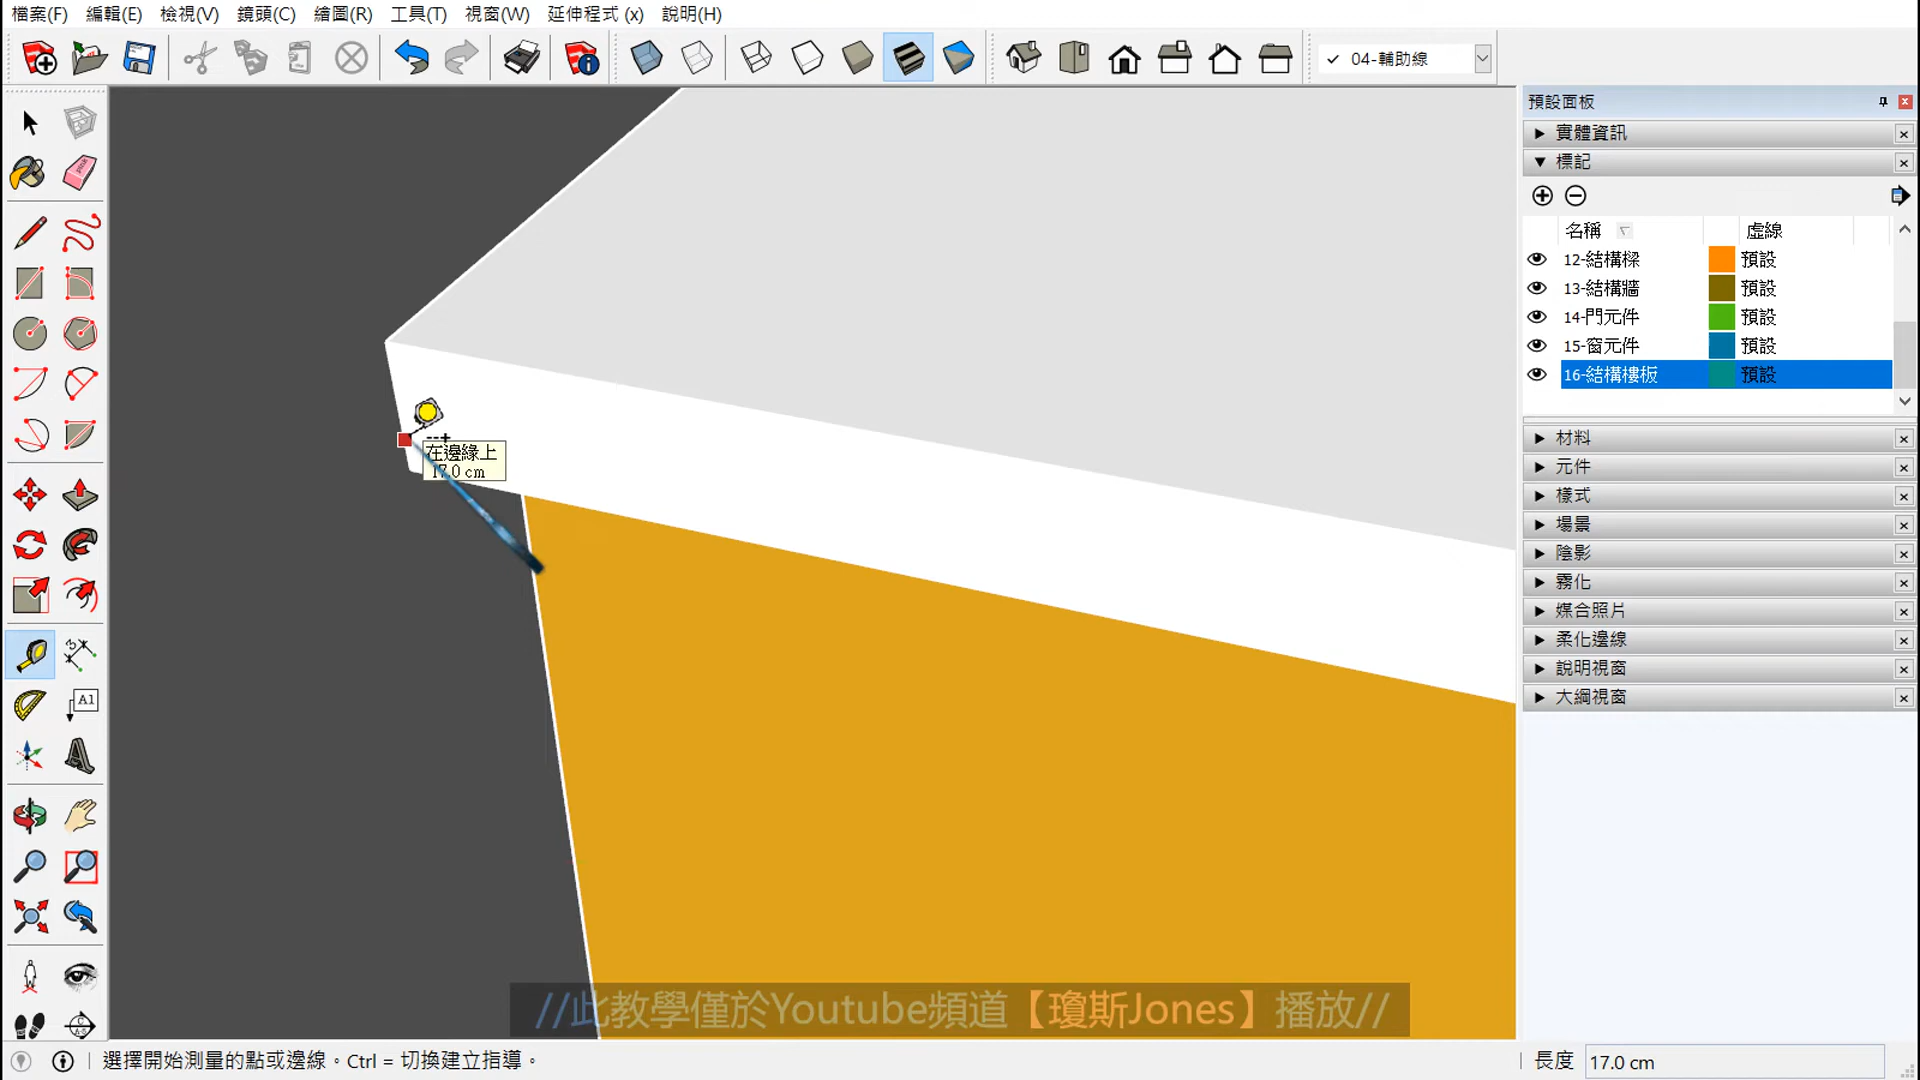 檔案(F) 編輯(E) 檢視(V) 鏡頭(C) 繪圖(R) 工具(T) 視窗(W) 延伸程式 (x) 說明(H)
04-輔助線
預設面板
實體資訊
標記
名稱 虛線
12-結構樑 預設
13-結構牆 預設
14-門元件 預設
15-窗元件 預設
16-結構樓板 預設
材料
元件
樣式
場景
陰影
霧化
媒合照片
柔化邊線
說明視窗
大綱視窗
在邊緣上
17.0 cm
A1
//此教學僅於Youtube頻道【瓊斯Jones】播放//
選擇開始測量的點或邊線。Ctrl = 切換建立指導。
長度 17.0 cm